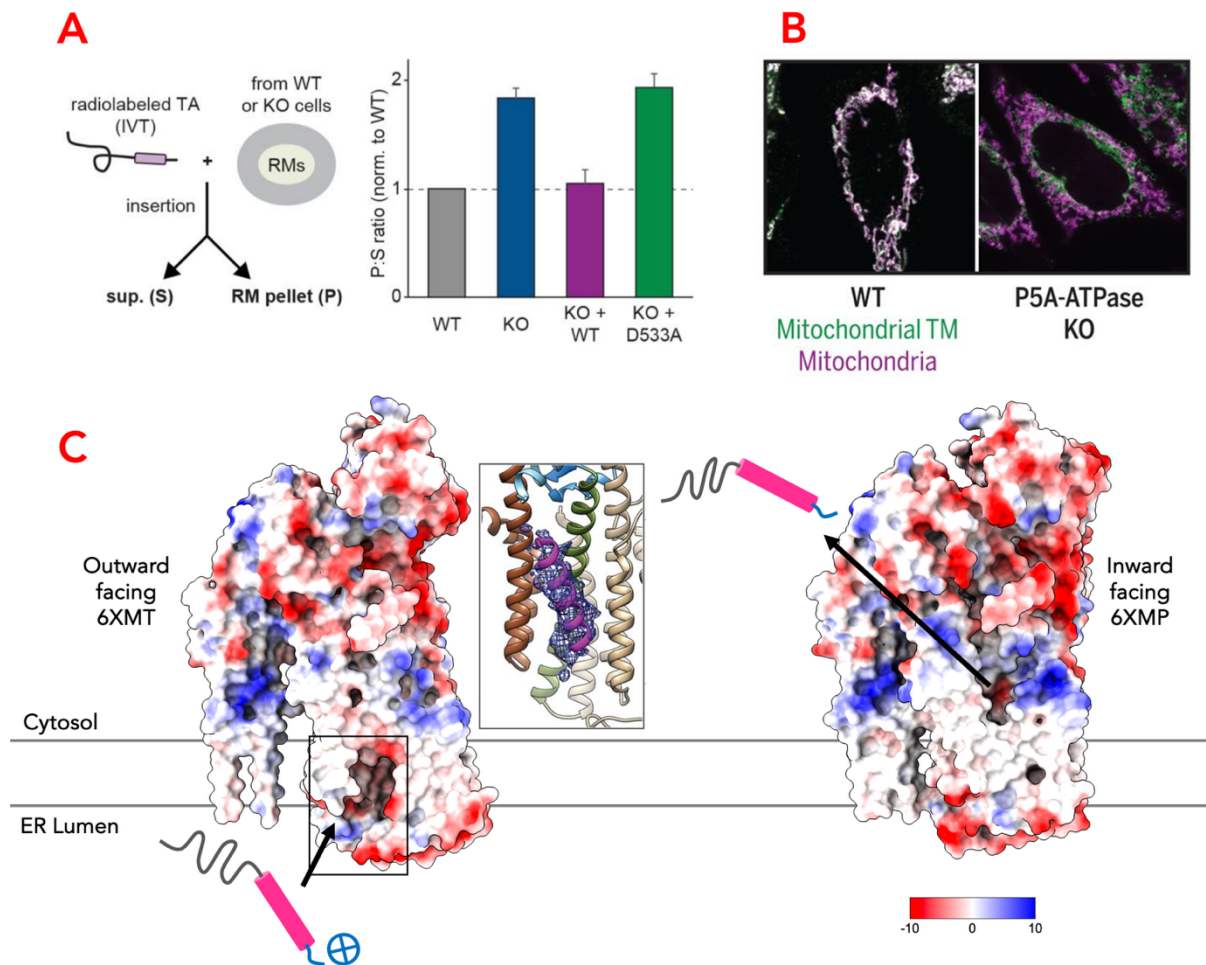 A
radiolabeled TA
(IVT)
+
from WT
or KO cells
RMs
insertion
sup. (S)
RM pellet (P)
P:S ratio (norm. to WT)
2
1
0
WT
KO
KO +
WT
KO +
D533A
B
WT
Mitochondrial TM
Mitochondria
P5A-ATPase
KO
C
Outward
facing
6XMT
Inward
facing
6XMP
Cytosol
ER Lumen
-10
0
10